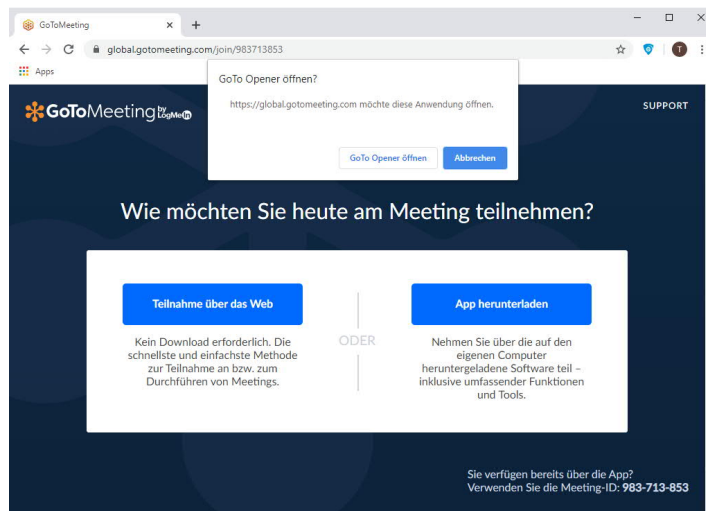 GoToMeeting
global.gotomeeting.com/join/983713853
T
Apps
GoTo Opener öffnen?
https://global.gotomeeting.com möchte diese Anwendung öffnen.
GoTo Opener öffnen Abbrechen
GoToMeeting by LogMeIn
SUPPORT
Wie möchten Sie heute am Meeting teilnehmen?
Teilnahme über das Web
Kein Download erforderlich. Die
schnellste und einfachste Methode
zur Teilnahme an bzw. zum
Durchführen von Meetings.
ODER
App herunterladen
Nehmen Sie über die auf den
eigenen Computer
heruntergeladene Software teil –
inklusive umfassender Funktionen
und Tools.
Sie verfügen bereits über die App?
Verwenden Sie die Meeting-ID: 983-713-853